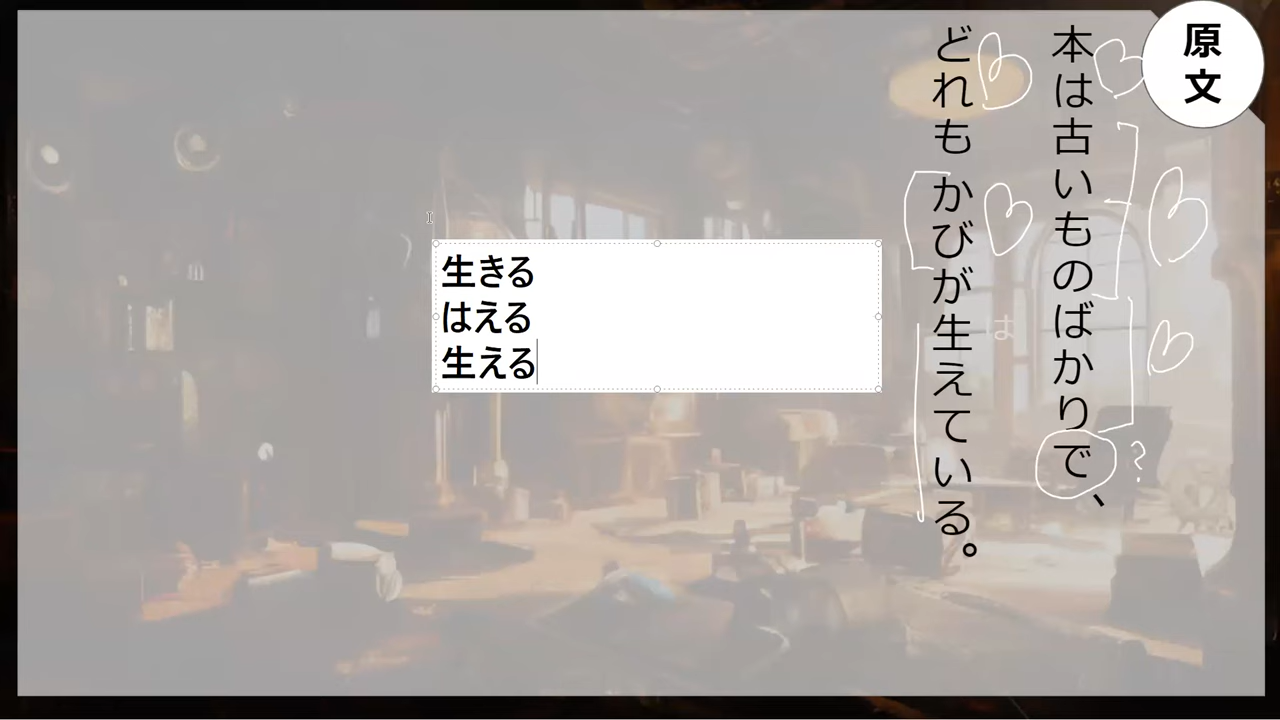 原文
本は古いものばかりで、
どれも かびが生えている。
は
?
生きる
はえる
生える